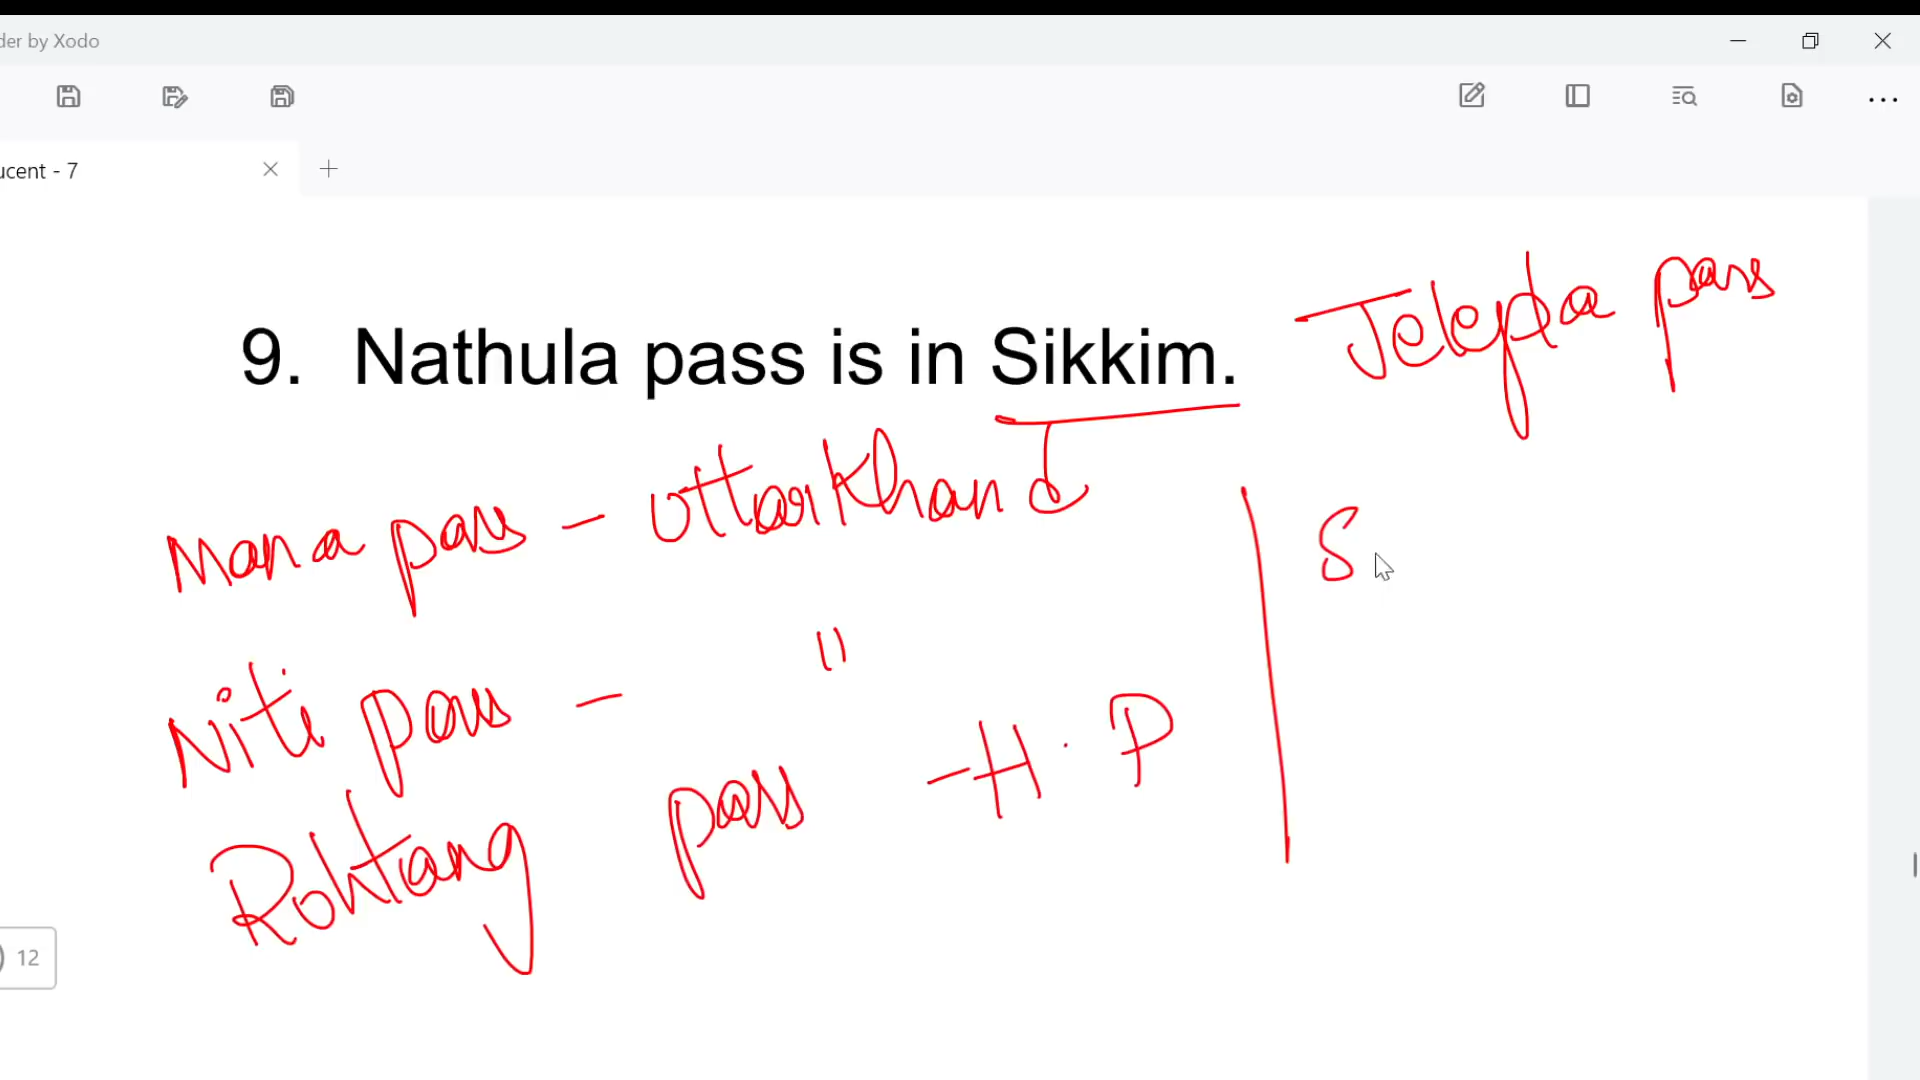 der by Xodo
ucent - 7
9. Nathula pass is in Sikkim.
Jelepla pass
Mana pass - Uttarkhand
S
Niti pass - "
Rohtang pass - H.P
12